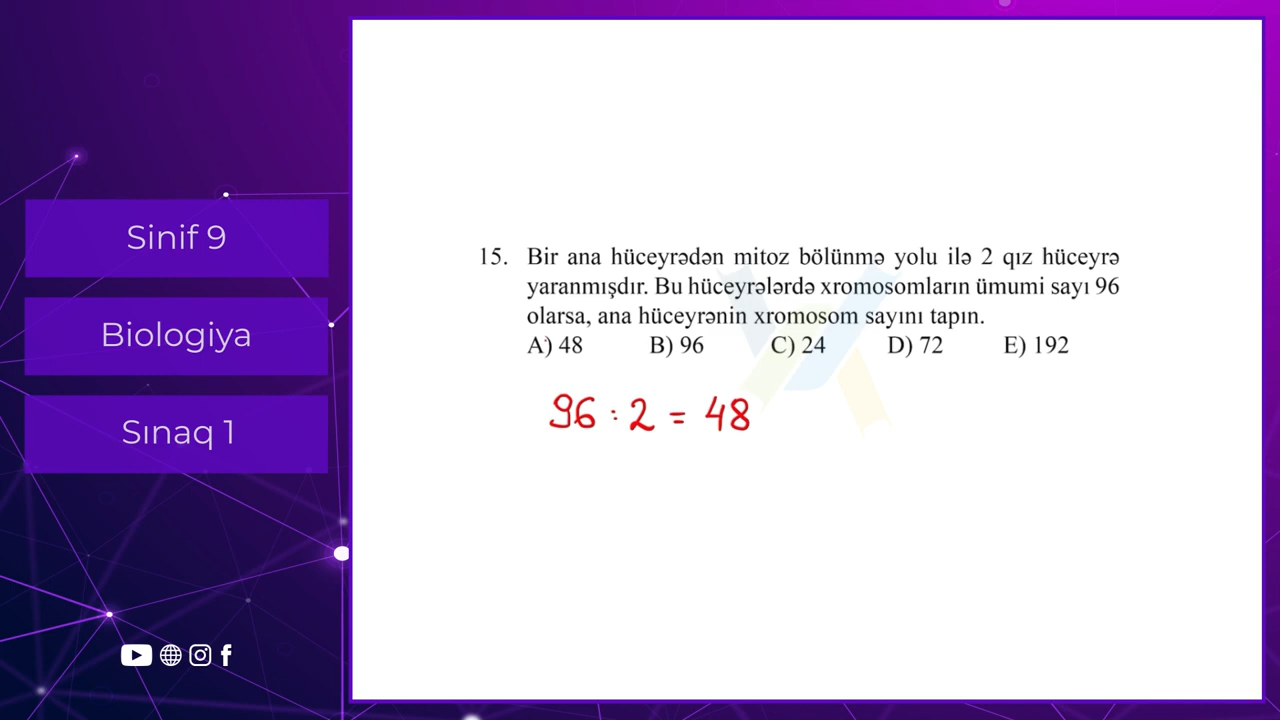 Sinif 9
Biologiya
Sınaq 1
15. Bir ana hüceyrədən mitoz bölünmə yolu ilə 2 qız hüceyrə
yaranmışdır. Bu hüceyrələrdə xromosomların ümumi sayı 96
olarsa, ana hüceyrənin xromosom sayını tapın.
A) 48 B) 96 C) 24 D) 72 E) 192
96 : 2 = 48